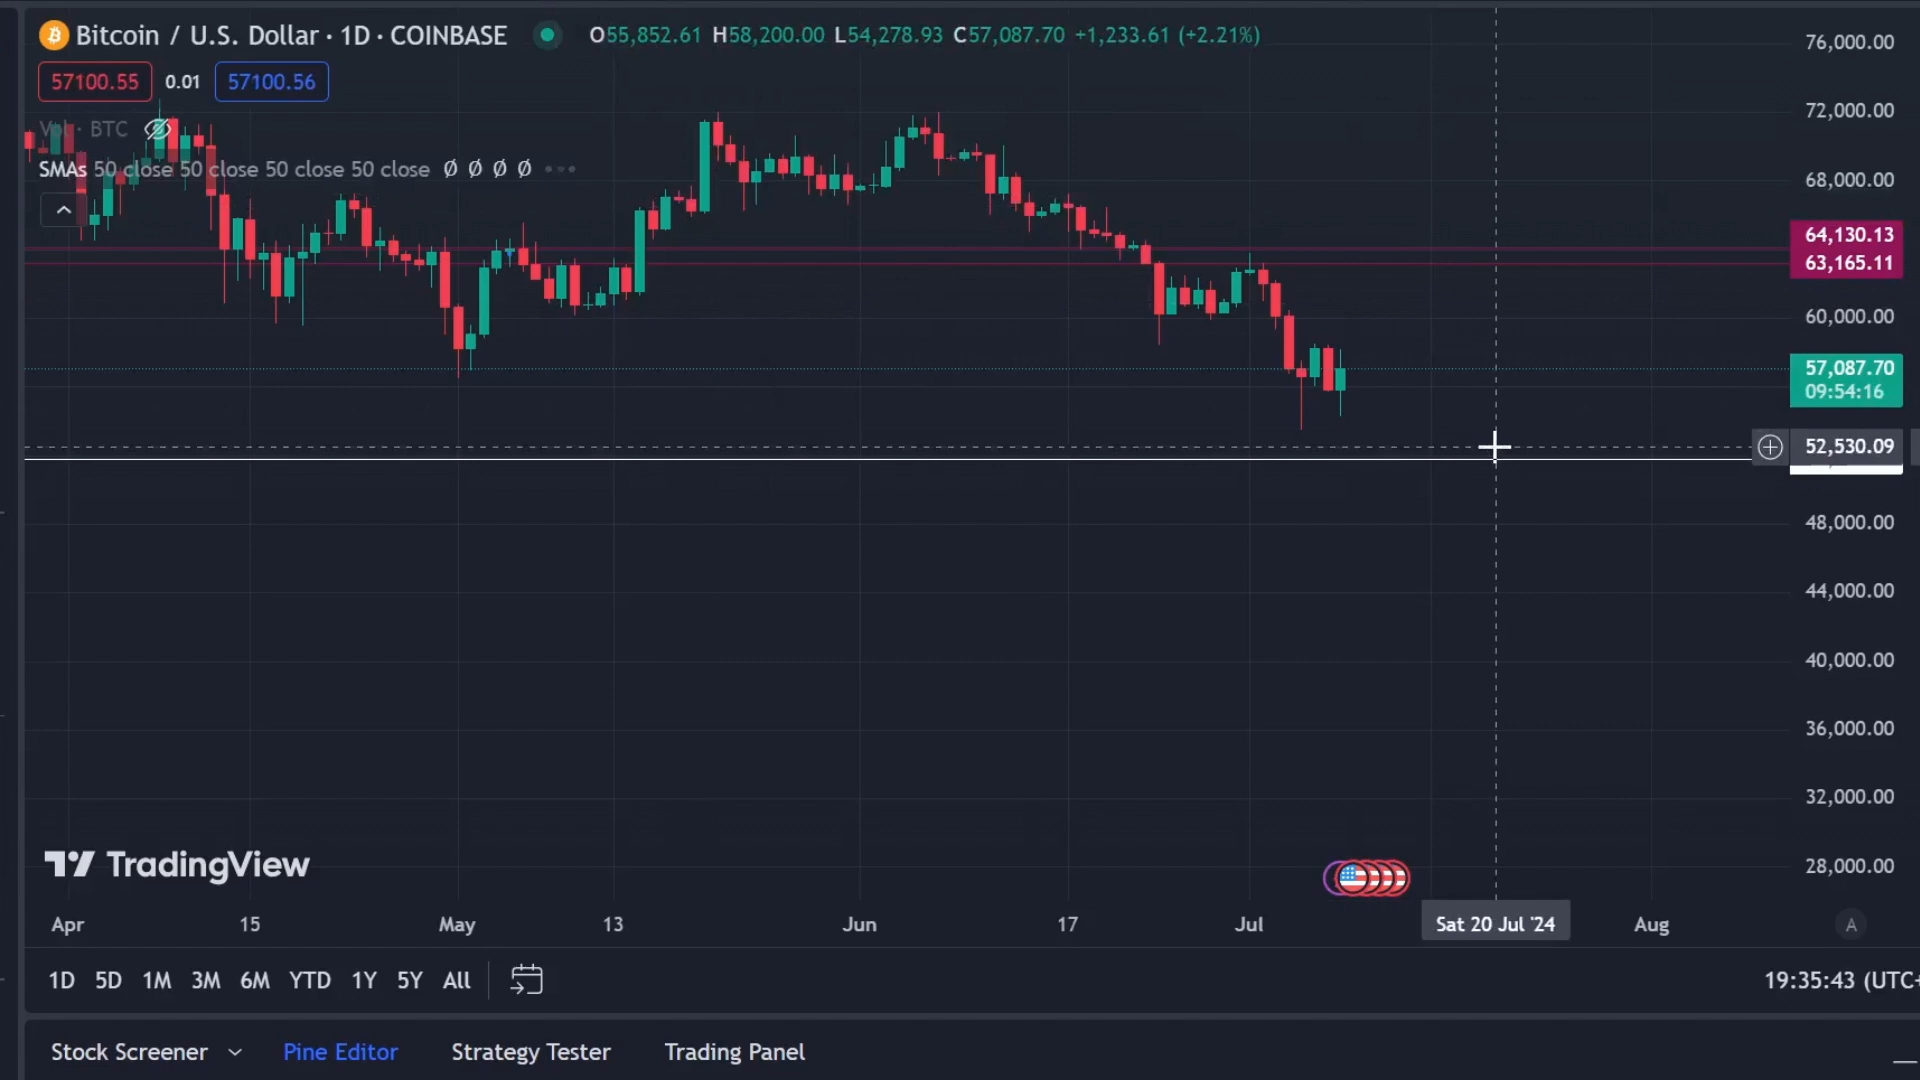 Bitcoin / U.S. Dollar · 1D · COINBASE O55,852.61 H58,200.00 L54,278.93 C57,087.70 +1,233.61 (+2.21%)
57100.55 0.01 57100.56
Vol · BTC
SMAs 50 close 50 close 50 close 50 close Ø Ø Ø Ø
76,000.00
72,000.00
68,000.00
64,130.13
63,165.11
60,000.00
57,087.70
09:54:16
52,530.09
48,000.00
44,000.00
40,000.00
36,000.00
32,000.00
28,000.00
TradingView
Apr 15 May 13 Jun 17 Jul Sat 20 Jul '24 Aug A
1D 5D 1M 3M 6M YTD 1Y 5Y All 19:35:43 (UTC+
Stock Screener Pine Editor Strategy Tester Trading Panel